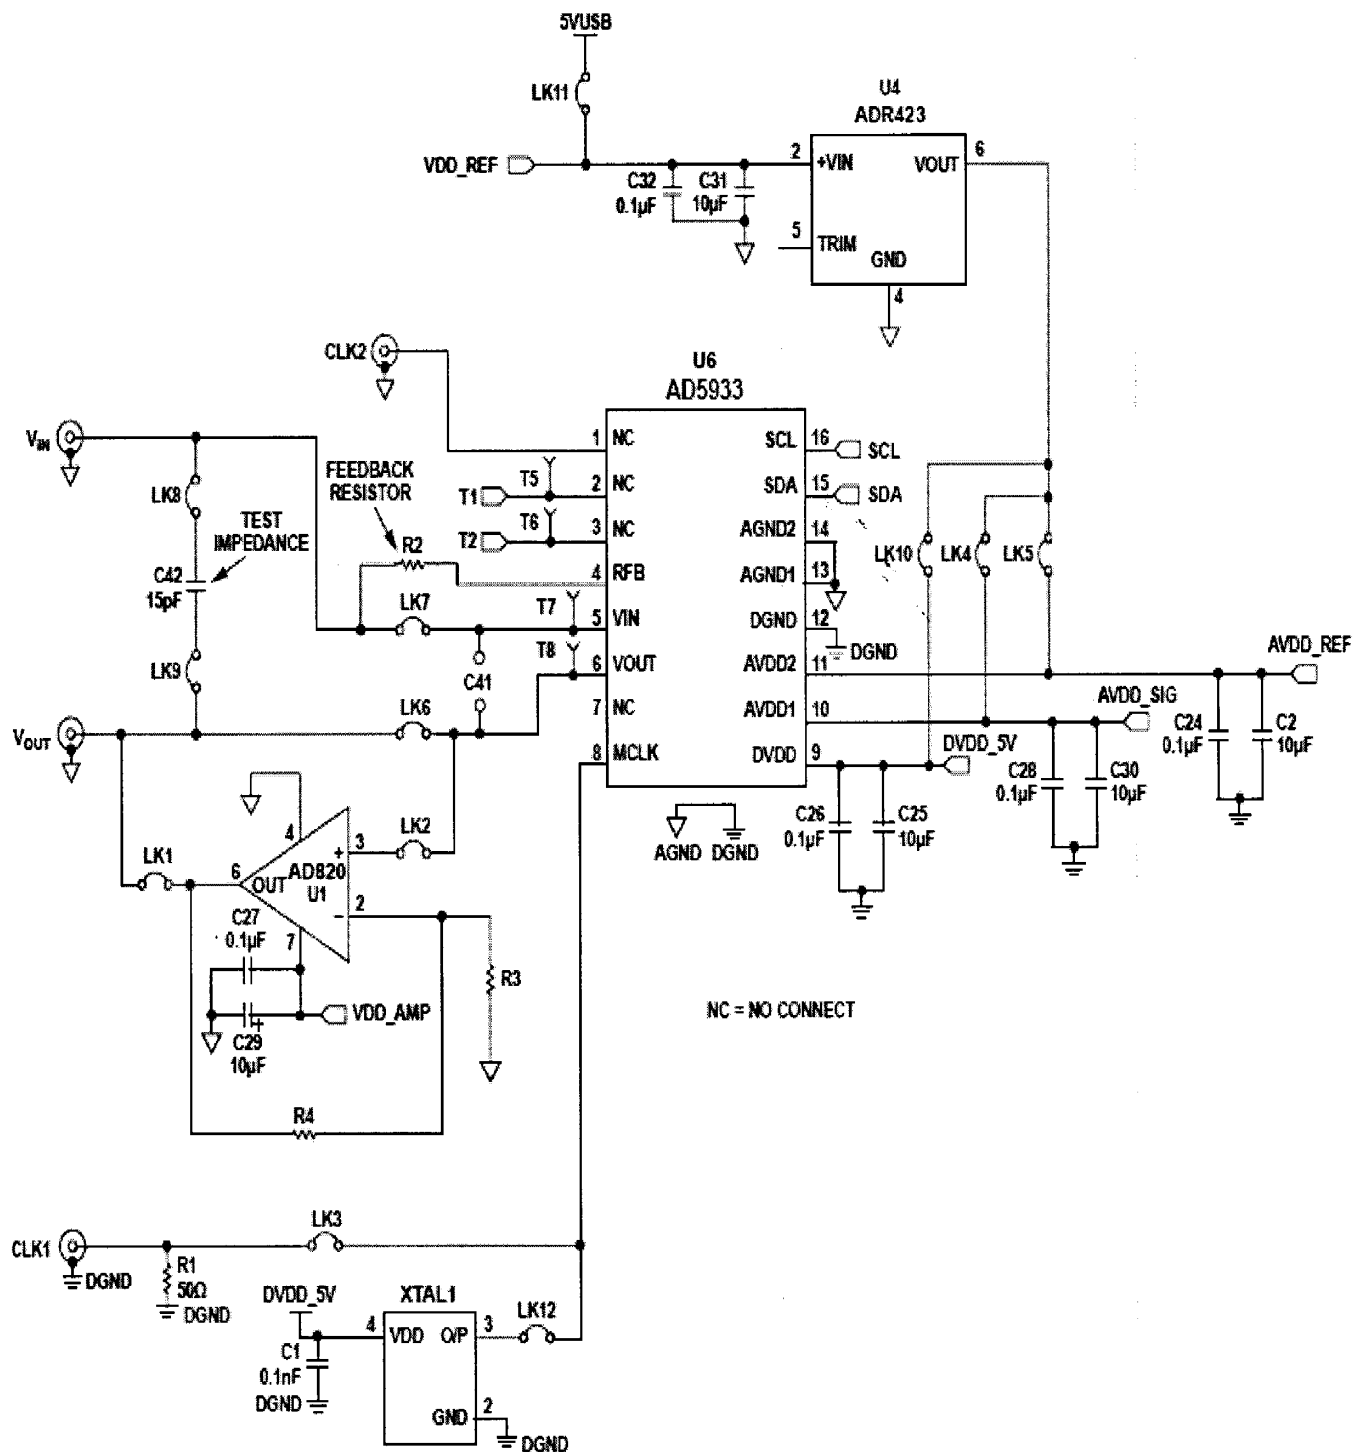 5VUSB
LK11
U4
ADR423
VDD_REF
2
+VIN
VOUT
6
C32
0.1µF
C31
10µF
5
TRIM
GND
4
CLK2
U6
AD5933
V_IN
1
NC
SCL
16
SCL
FEEDBACK
RESISTOR
T5
T1
2
NC
SDA
15
SDA
LK8
T6
TEST
IMPEDANCE
T2
3
NC
AGND2
14
R2
LK10
LK4
LK5
C42
15pF
4
RFB
AGND1
13
LK7
T7
5
VIN
DGND
12
DGND
T8
AVDD_REF
LK9
C41
6
VOUT
AVDD2
11
AVDD_SIG
LK6
7
NC
AVDD1
10
V_OUT
DVDD_5V
C24
0.1µF
C2
10µF
8
MCLK
DVDD
9
C28
0.1µF
C30
10µF
C26
0.1µF
C25
10µF
AGND
DGND
4
LK2
3
+
LK1
6
OUT
AD820
U1
2
−
C27
0.1µF
7
R3
VDD_AMP
+
C29
10µF
NC = NO CONNECT
R4
LK3
CLK1
DGND
R1
50Ω
DGND
DVDD_5V
XTAL1
LK12
4
VDD
O/P
3
C1
0.1nF
DGND
GND
2
DGND